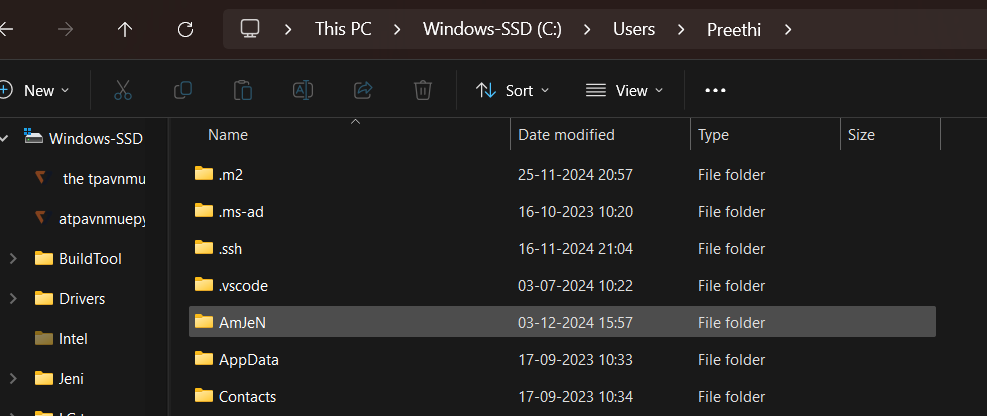 This PC > Windows-SSD (C:) > Users > Preethi >
New Sort View ...
Name Date modified Type Size
Windows-SSD
the tpavnmu
atpavnmuepy
BuildTool
Drivers
Intel
Jeni
.m2 25-11-2024 20:57 File folder
.ms-ad 16-10-2023 10:20 File folder
.ssh 16-11-2024 21:04 File folder
.vscode 03-07-2024 10:22 File folder
AmJeN 03-12-2024 15:57 File folder
AppData 17-09-2023 10:33 File folder
Contacts 17-09-2023 10:34 File folder